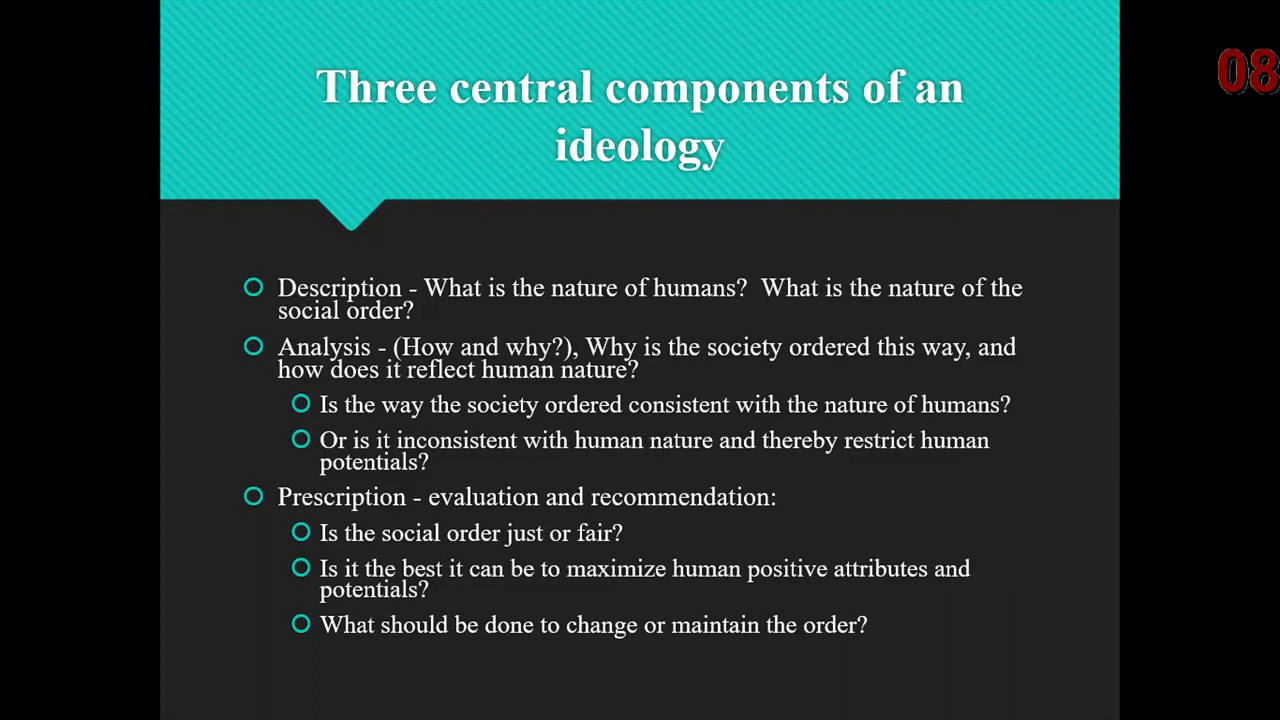 Three central components of an
ideology
08
Description - What is the nature of humans?  What is the nature of the
social order?
Analysis - (How and why?), Why is the society ordered this way, and
how does it reflect human nature?
Is the way the society ordered consistent with the nature of humans?
Or is it inconsistent with human nature and thereby restrict human
potentials?
Prescription - evaluation and recommendation:
Is the social order just or fair?
Is it the best it can be to maximize human positive attributes and
potentials?
What should be done to change or maintain the order?